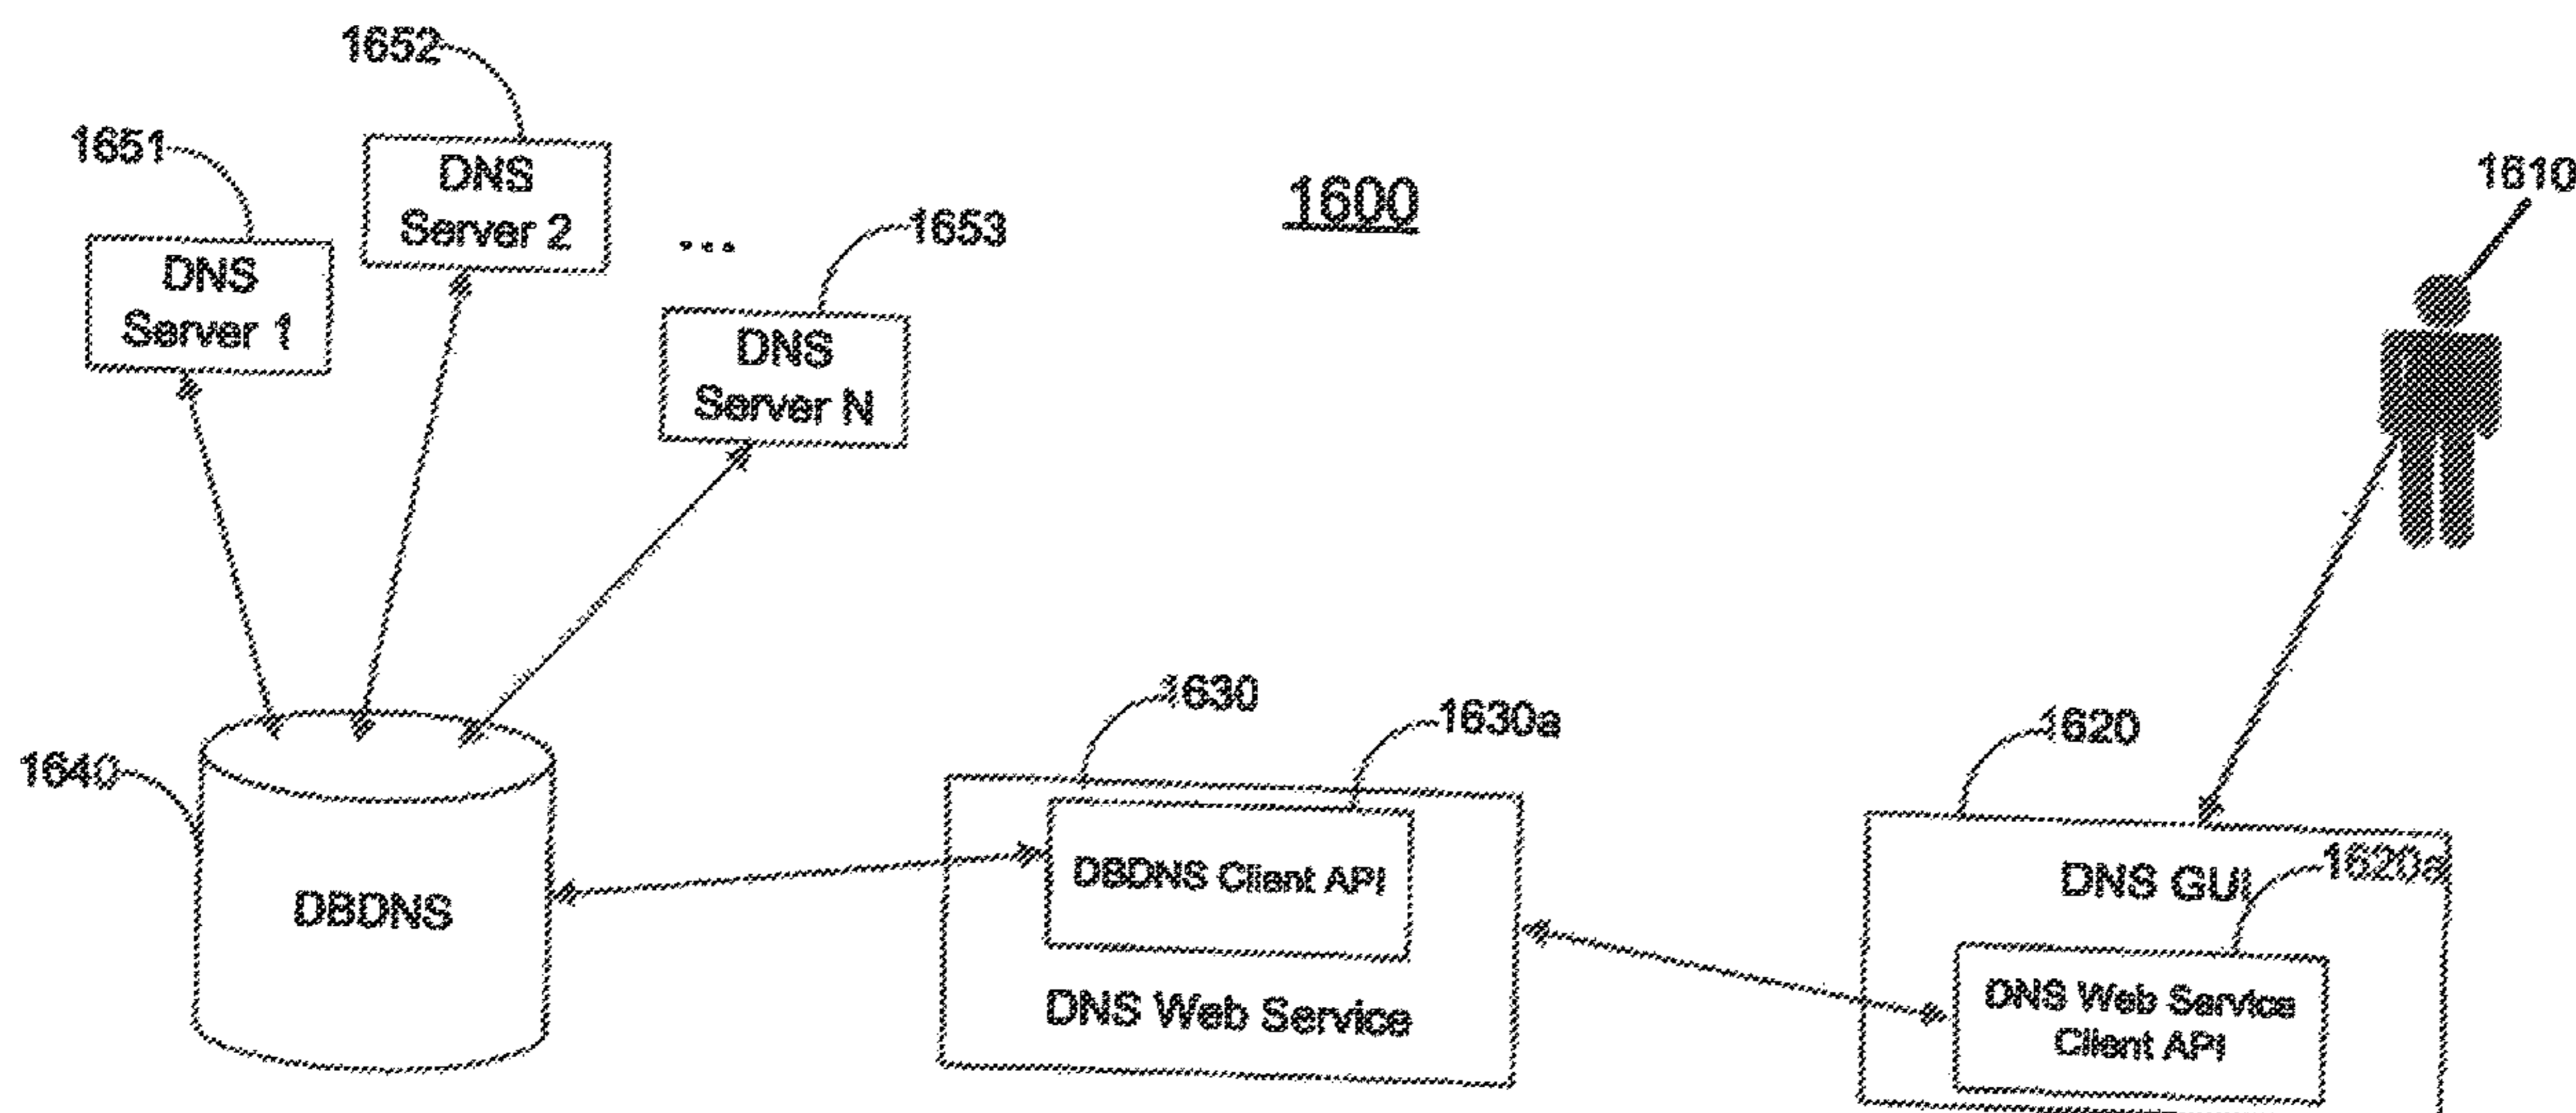 1652
1651
DNS
Server 2
DNS
Server 1
...
1653
DNS
Server N
1600
1610
1640
DBDNS
1630
1630a
DBDNS Client API
DNS Web Service
1620
DNS GUI
1620a
DNS Web Service
Client API